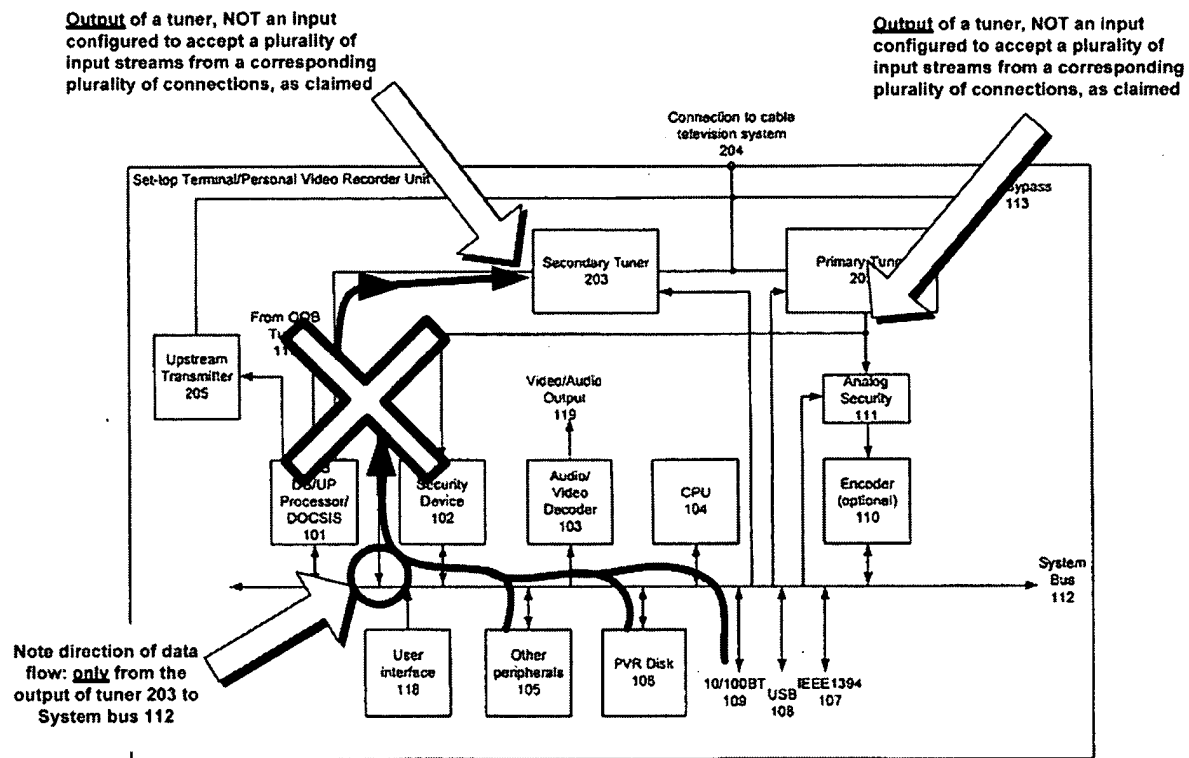 Output of a tuner, NOT an input
configured to accept a plurality of
input streams from a corresponding
plurality of connections, as claimed
Output of a tuner, NOT an input
configured to accept a plurality of
input streams from a corresponding
plurality of connections, as claimed
Connection to cable
television system
204
Set-top Terminal/Personal Video Recorder Unit
113
Secondary Tuner
203
Primary
From OOB
Upstream
Transmitter
205
Video/Audio
Output
119
Analog
Security
111
DS/UP
Processor/
DOCSIS
101
Security
Device
102
Audio/
Video
Decoder
103
CPU
104
Encoder
(optional)
110
System
Bus
112
Note direction of data
flow: only from the
output of tuner 203 to
System bus 112
User
interface
118
Other
peripherals
105
PVR Disk
106
10/100BT
109
USB
108
IEEE1394
107